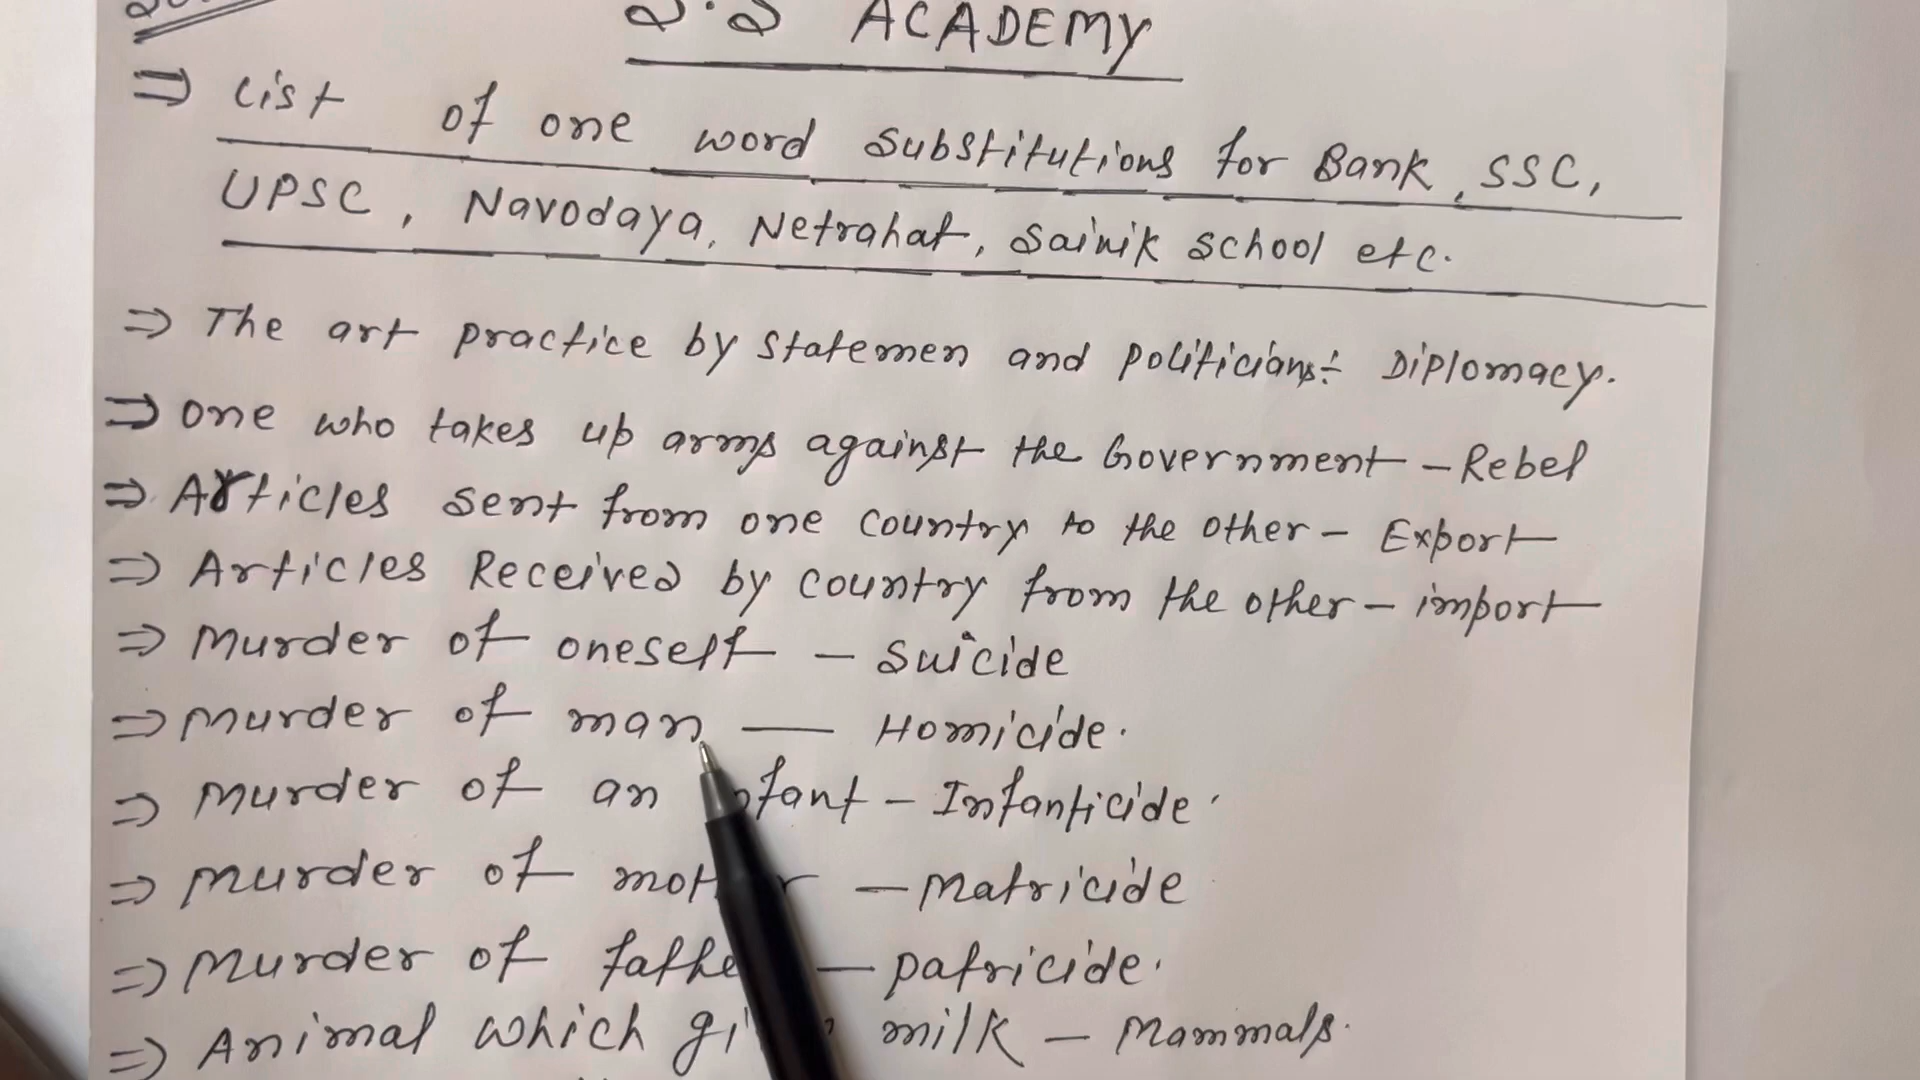 S.S ACADEMY
⇒ List of one word substitutions for Bank, SSC,
UPSC, Navodaya, Netrahat, Sainik School etc.
⇒ The art practice by statemen and politicians:- Diplomacy.
⇒ One who takes up arms against the Government - Rebel
⇒ Articles sent from one country to the other - Export
⇒ Articles Received by country from the other - import
⇒ Murder of oneself - Suicide
⇒ Murder of man — Homicide.
⇒ Murder of an - Infanticide.
⇒ Murder of - Matricide
⇒ Murder of - patricide.
⇒ Animal which milk - Mammals.